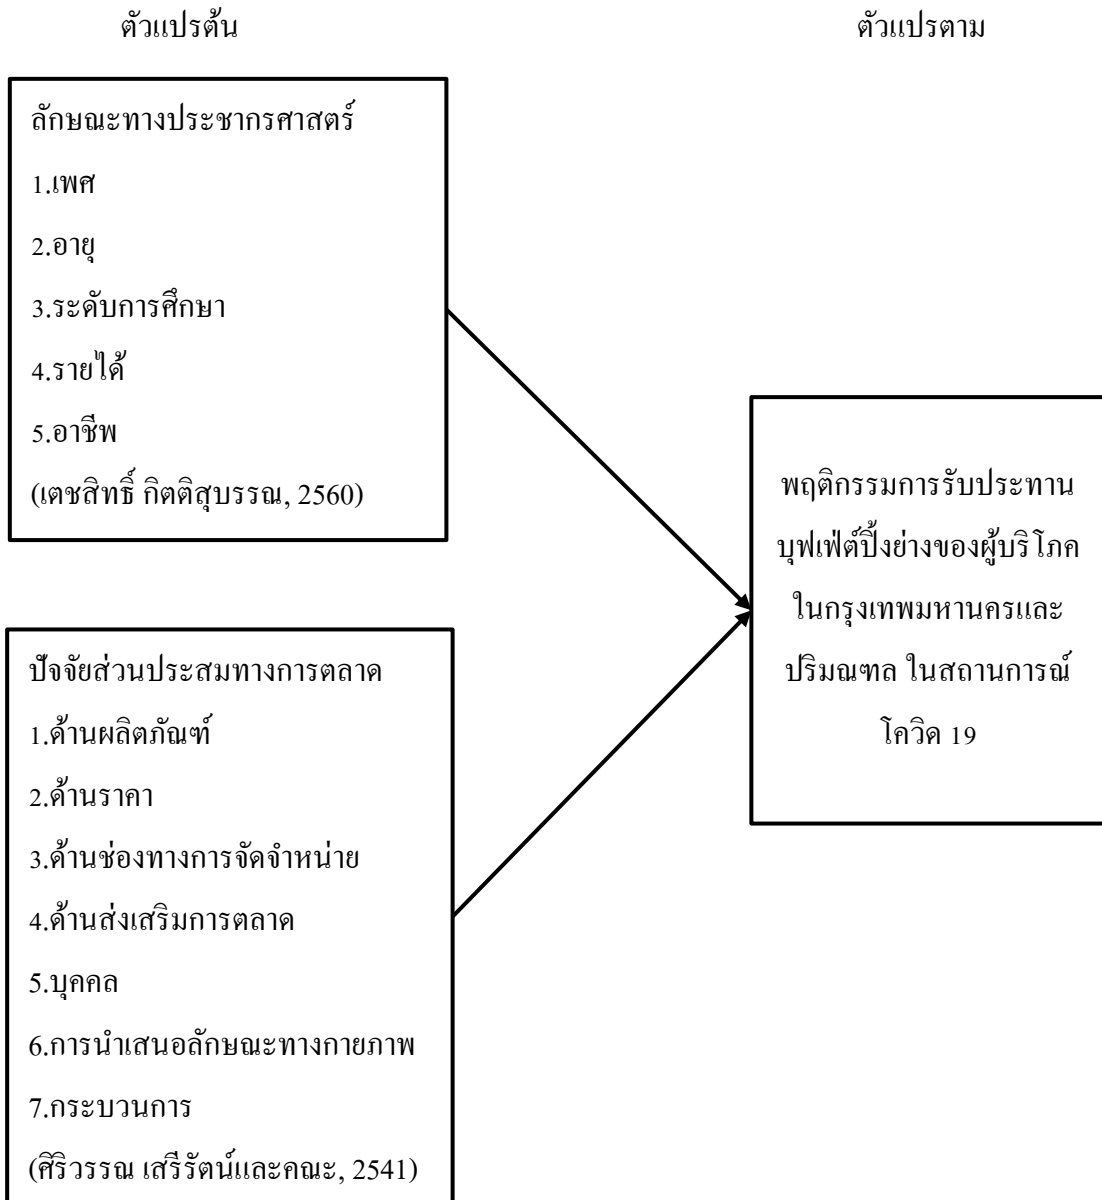 ตัวแปรต้น
ตัวแปรตาม
ลักษณะทางประชากรศาสตร์
1.เพศ
2.อายุ
3.ระดับการศึกษา
4.รายได้
5.อาชีพ
(เตชสิทธิ์ กิตติสุบรรณ, 2560)
ปัจจัยส่วนประสมทางการตลาด
1.ด้านผลิตภัณฑ์
2.ด้านราคา
3.ด้านช่องทางการจัดจำหน่าย
4.ด้านส่งเสริมการตลาด
5.บุคคล
6.การนำเสนอลักษณะทางกายภาพ
7.กระบวนการ
(ศิริวรรณ เสรีรัตน์และคณะ, 2541)
พฤติกรรมการรับประทาน
บุฟเฟ่ต์ปิ้งย่างของผู้บริโภค
ในกรุงเทพมหานครและ
ปริมณฑล ในสถานการณ์
โควิด 19